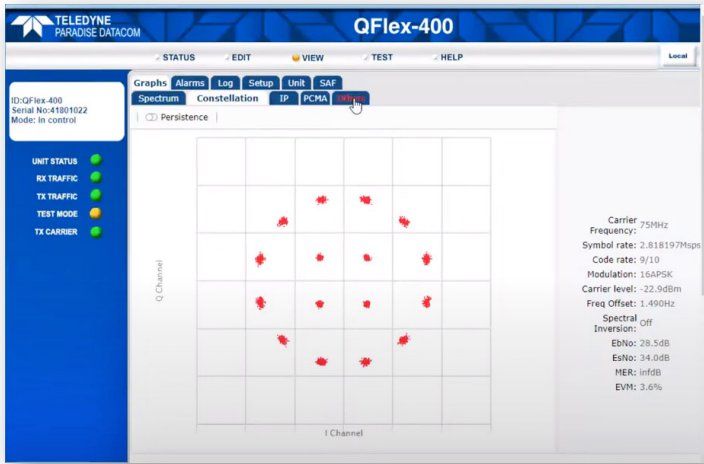 TELEDYNE
PARADISE DATACOM
QFlex-400
STATUS EDIT VIEW TEST HELP
Local
Graphs Alarms Log Setup Unit SAF
Spectrum Constellation IP PCMA Drivex
Persistence
ID:QFlex-400
Serial No:41801022
Mode: In control
UNIT STATUS
RX TRAFFIC
TX TRAFFIC
TEST MODE
TX CARRIER
Q Channel
I Channel
Carrier
Frequency: 75MHz
Symbol rate: 2.818197Msps
Code rate: 9/10
Modulation: 16APSK
Carrier level: -22.9dBm
Freq Offset: 1.490Hz
Spectral
Inversion: Off
EbNo: 28.5dB
EsNo: 34.0dB
MER: infdB
EVM: 3.6%